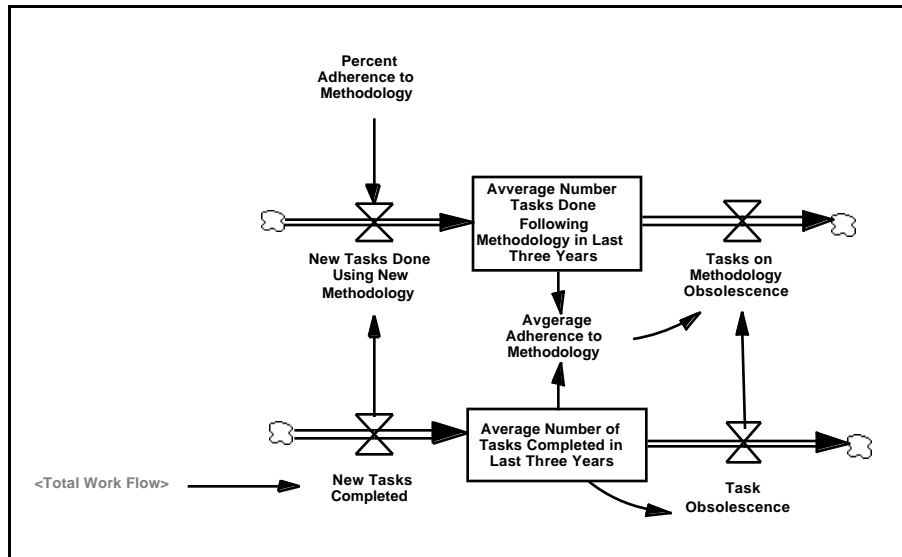 Percent
Adherence to
Methodology
Avverage Number
Tasks Done
Following
Methodology in Last
Three Years
New Tasks Done
Using New
Methodology
Tasks on
Methodology
Obsolescence
Avgerage
Adherence to
Methodology
Average Number of
Tasks Completed in
Last Three Years
<Total Work Flow>
New Tasks
Completed
Task
Obsolescence